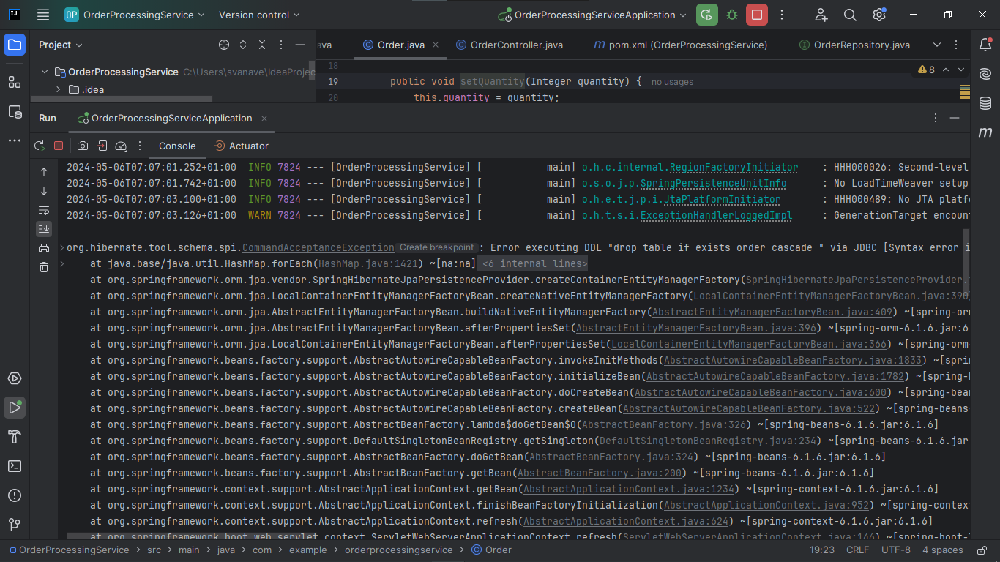 OP OrderProcessingService Version control OrderProcessingServiceApplication
Project
ava Order.java OrderController.java pom.xml (OrderProcessingService) OrderRepository.java
OrderProcessingService C:\Users\svanave\IdeaProjec
.idea
18
19 public void setQuantity(Integer quantity) { no usages
20 this.quantity = quantity;
8
Run OrderProcessingServiceApplication
Console Actuator
2024-05-06T07:07:01.252+01:00 INFO 7824 --- [OrderProcessingService] [ main] o.h.c.internal.RegionFactoryInitiator : HHH000026: Second-level
2024-05-06T07:07:01.742+01:00 INFO 7824 --- [OrderProcessingService] [ main] o.s.o.j.p.SpringPersistenceUnitInfo : No LoadTimeWeaver setup
2024-05-06T07:07:03.100+01:00 INFO 7824 --- [OrderProcessingService] [ main] o.h.e.t.j.p.i.JtaPlatformInitiator : HHH000489: No JTA platf
2024-05-06T07:07:03.126+01:00 WARN 7824 --- [OrderProcessingService] [ main] o.h.t.s.i.ExceptionHandlerLoggedImpl : GenerationTarget encount
org.hibernate.tool.schema.spi.CommandAcceptanceException Create breakpoint : Error executing DDL "drop table if exists order cascade " via JDBC [Syntax error i
at java.base/java.util.HashMap.forEach(HashMap.java:1421) ~[na:na] <6 internal lines>
at org.springframework.orm.jpa.vendor.SpringHibernateJpaPersistenceProvider.createContainerEntityManagerFactory(SpringHibernateJpaPersistenceProvider.
at org.springframework.orm.jpa.LocalContainerEntityManagerFactoryBean.createNativeEntityManagerFactory(LocalContainerEntityManagerFactoryBean.java:390
at org.springframework.orm.jpa.AbstractEntityManagerFactoryBean.buildNativeEntityManagerFactory(AbstractEntityManagerFactoryBean.java:409) ~[spring-or
at org.springframework.orm.jpa.AbstractEntityManagerFactoryBean.afterPropertiesSet(AbstractEntityManagerFactoryBean.java:396) ~[spring-orm-6.1.6.jar:6
at org.springframework.orm.jpa.LocalContainerEntityManagerFactoryBean.afterPropertiesSet(LocalContainerEntityManagerFactoryBean.java:366) ~[spring-orm
at org.springframework.beans.factory.support.AbstractAutowireCapableBeanFactory.invokeInitMethods(AbstractAutowireCapableBeanFactory.java:1833) ~[sprin
at org.springframework.beans.factory.support.AbstractAutowireCapableBeanFactory.initializeBean(AbstractAutowireCapableBeanFactory.java:1782) ~[spring-b
at org.springframework.beans.factory.support.AbstractAutowireCapableBeanFactory.doCreateBean(AbstractAutowireCapableBeanFactory.java:600) ~[spring-bean
at org.springframework.beans.factory.support.AbstractAutowireCapableBeanFactory.createBean(AbstractAutowireCapableBeanFactory.java:522) ~[spring-beans-
at org.springframework.beans.factory.support.AbstractBeanFactory.lambda$doGetBean$0(AbstractBeanFactory.java:326) ~[spring-beans-6.1.6.jar:6.1.6]
at org.springframework.beans.factory.support.DefaultSingletonBeanRegistry.getSingleton(DefaultSingletonBeanRegistry.java:234) ~[spring-beans-6.1.6.jar
at org.springframework.beans.factory.support.AbstractBeanFactory.doGetBean(AbstractBeanFactory.java:324) ~[spring-beans-6.1.6.jar:6.1.6]
at org.springframework.beans.factory.support.AbstractBeanFactory.getBean(AbstractBeanFactory.java:200) ~[spring-beans-6.1.6.jar:6.1.6]
at org.springframework.context.support.AbstractApplicationContext.getBean(AbstractApplicationContext.java:1234) ~[spring-context-6.1.6.jar:6.1.6]
at org.springframework.context.support.AbstractApplicationContext.finishBeanFactoryInitialization(AbstractApplicationContext.java:952) ~[spring-context
at org.springframework.context.support.AbstractApplicationContext.refresh(AbstractApplicationContext.java:624) ~[spring-context-6.1.6.jar:6.1.6]
at org.springframework.boot.web.servlet.context.ServletWebServerApplicationContext.refresh(ServletWebServerApplicationContext.java:146) ~[spring-boot-
OrderProcessingService > src > main > java > com > example > orderprocessingservice > Order 19:23 CRLF UTF-8 4 spaces